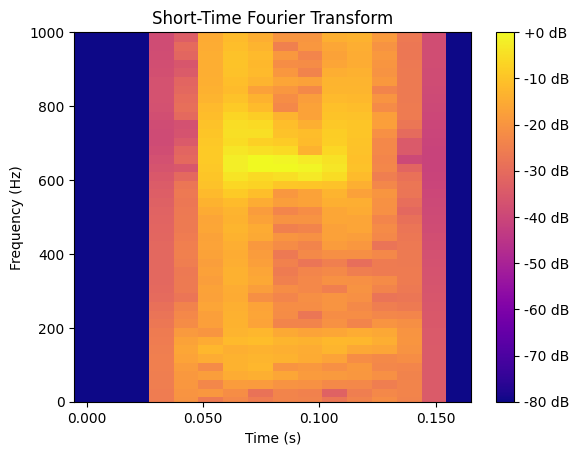 Short-Time Fourier Transform
1000
800
600
400
200
0
Frequency (Hz)
0.000
0.050
0.100
0.150
Time (s)
+0 dB
-10 dB
-20 dB
-30 dB
-40 dB
-50 dB
-60 dB
-70 dB
-80 dB